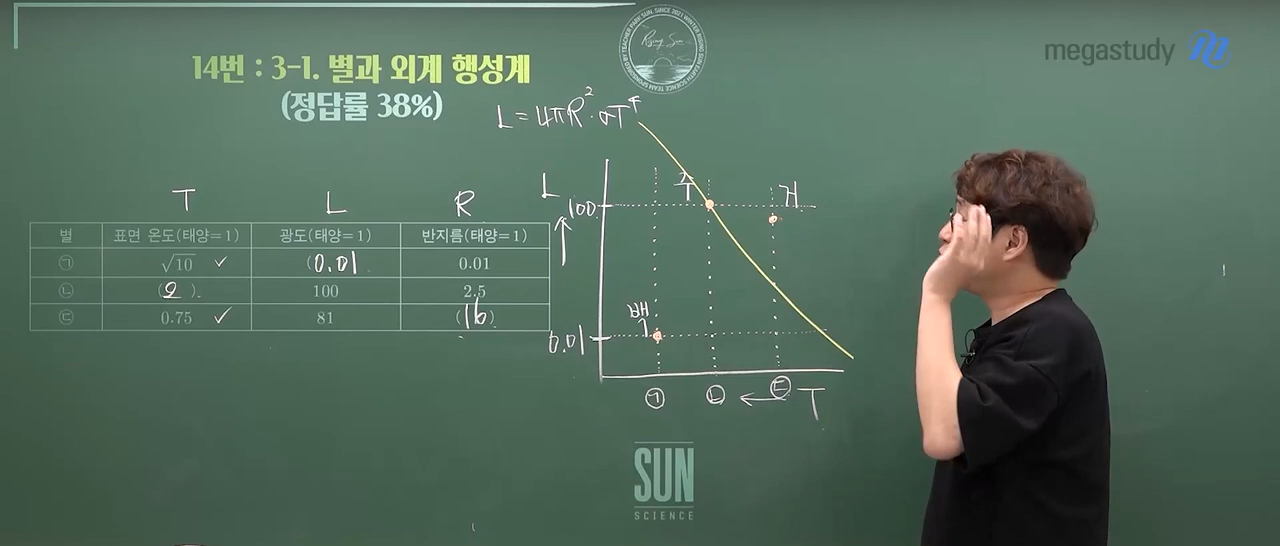 14번 : 3-1. 별과 외계 행성계
(정답률 38%)
megastudy
L = 4πR²·σT⁴
T L R
별 표면 온도(태양=1) 광도(태양=1) 반지름(태양=1)
㉠ √10 ✓ (0.01 0.01
㉡ (2). 100 2.5
㉢ 0.75 ✓ 81 (16)
L
주 거
100
백
0.01
㉠ ㉡ ← ㉢ T
SUN
SCIENCE